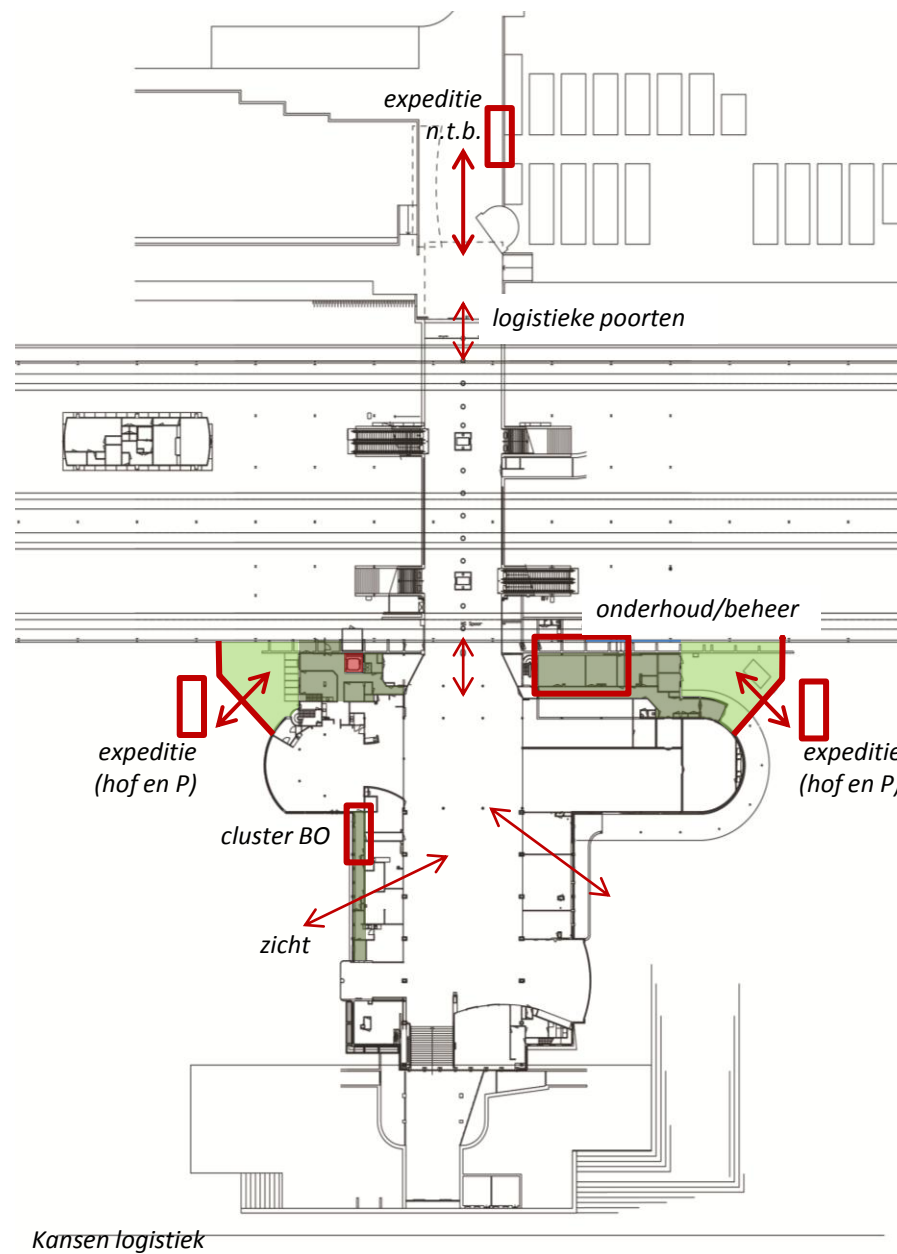 expeditie
n.t.b.
logistieke poorten
onderhoud/beheer
expeditie
(hof en P)
expeditie
(hof en P)
cluster BO
zicht
Kansen logistiek